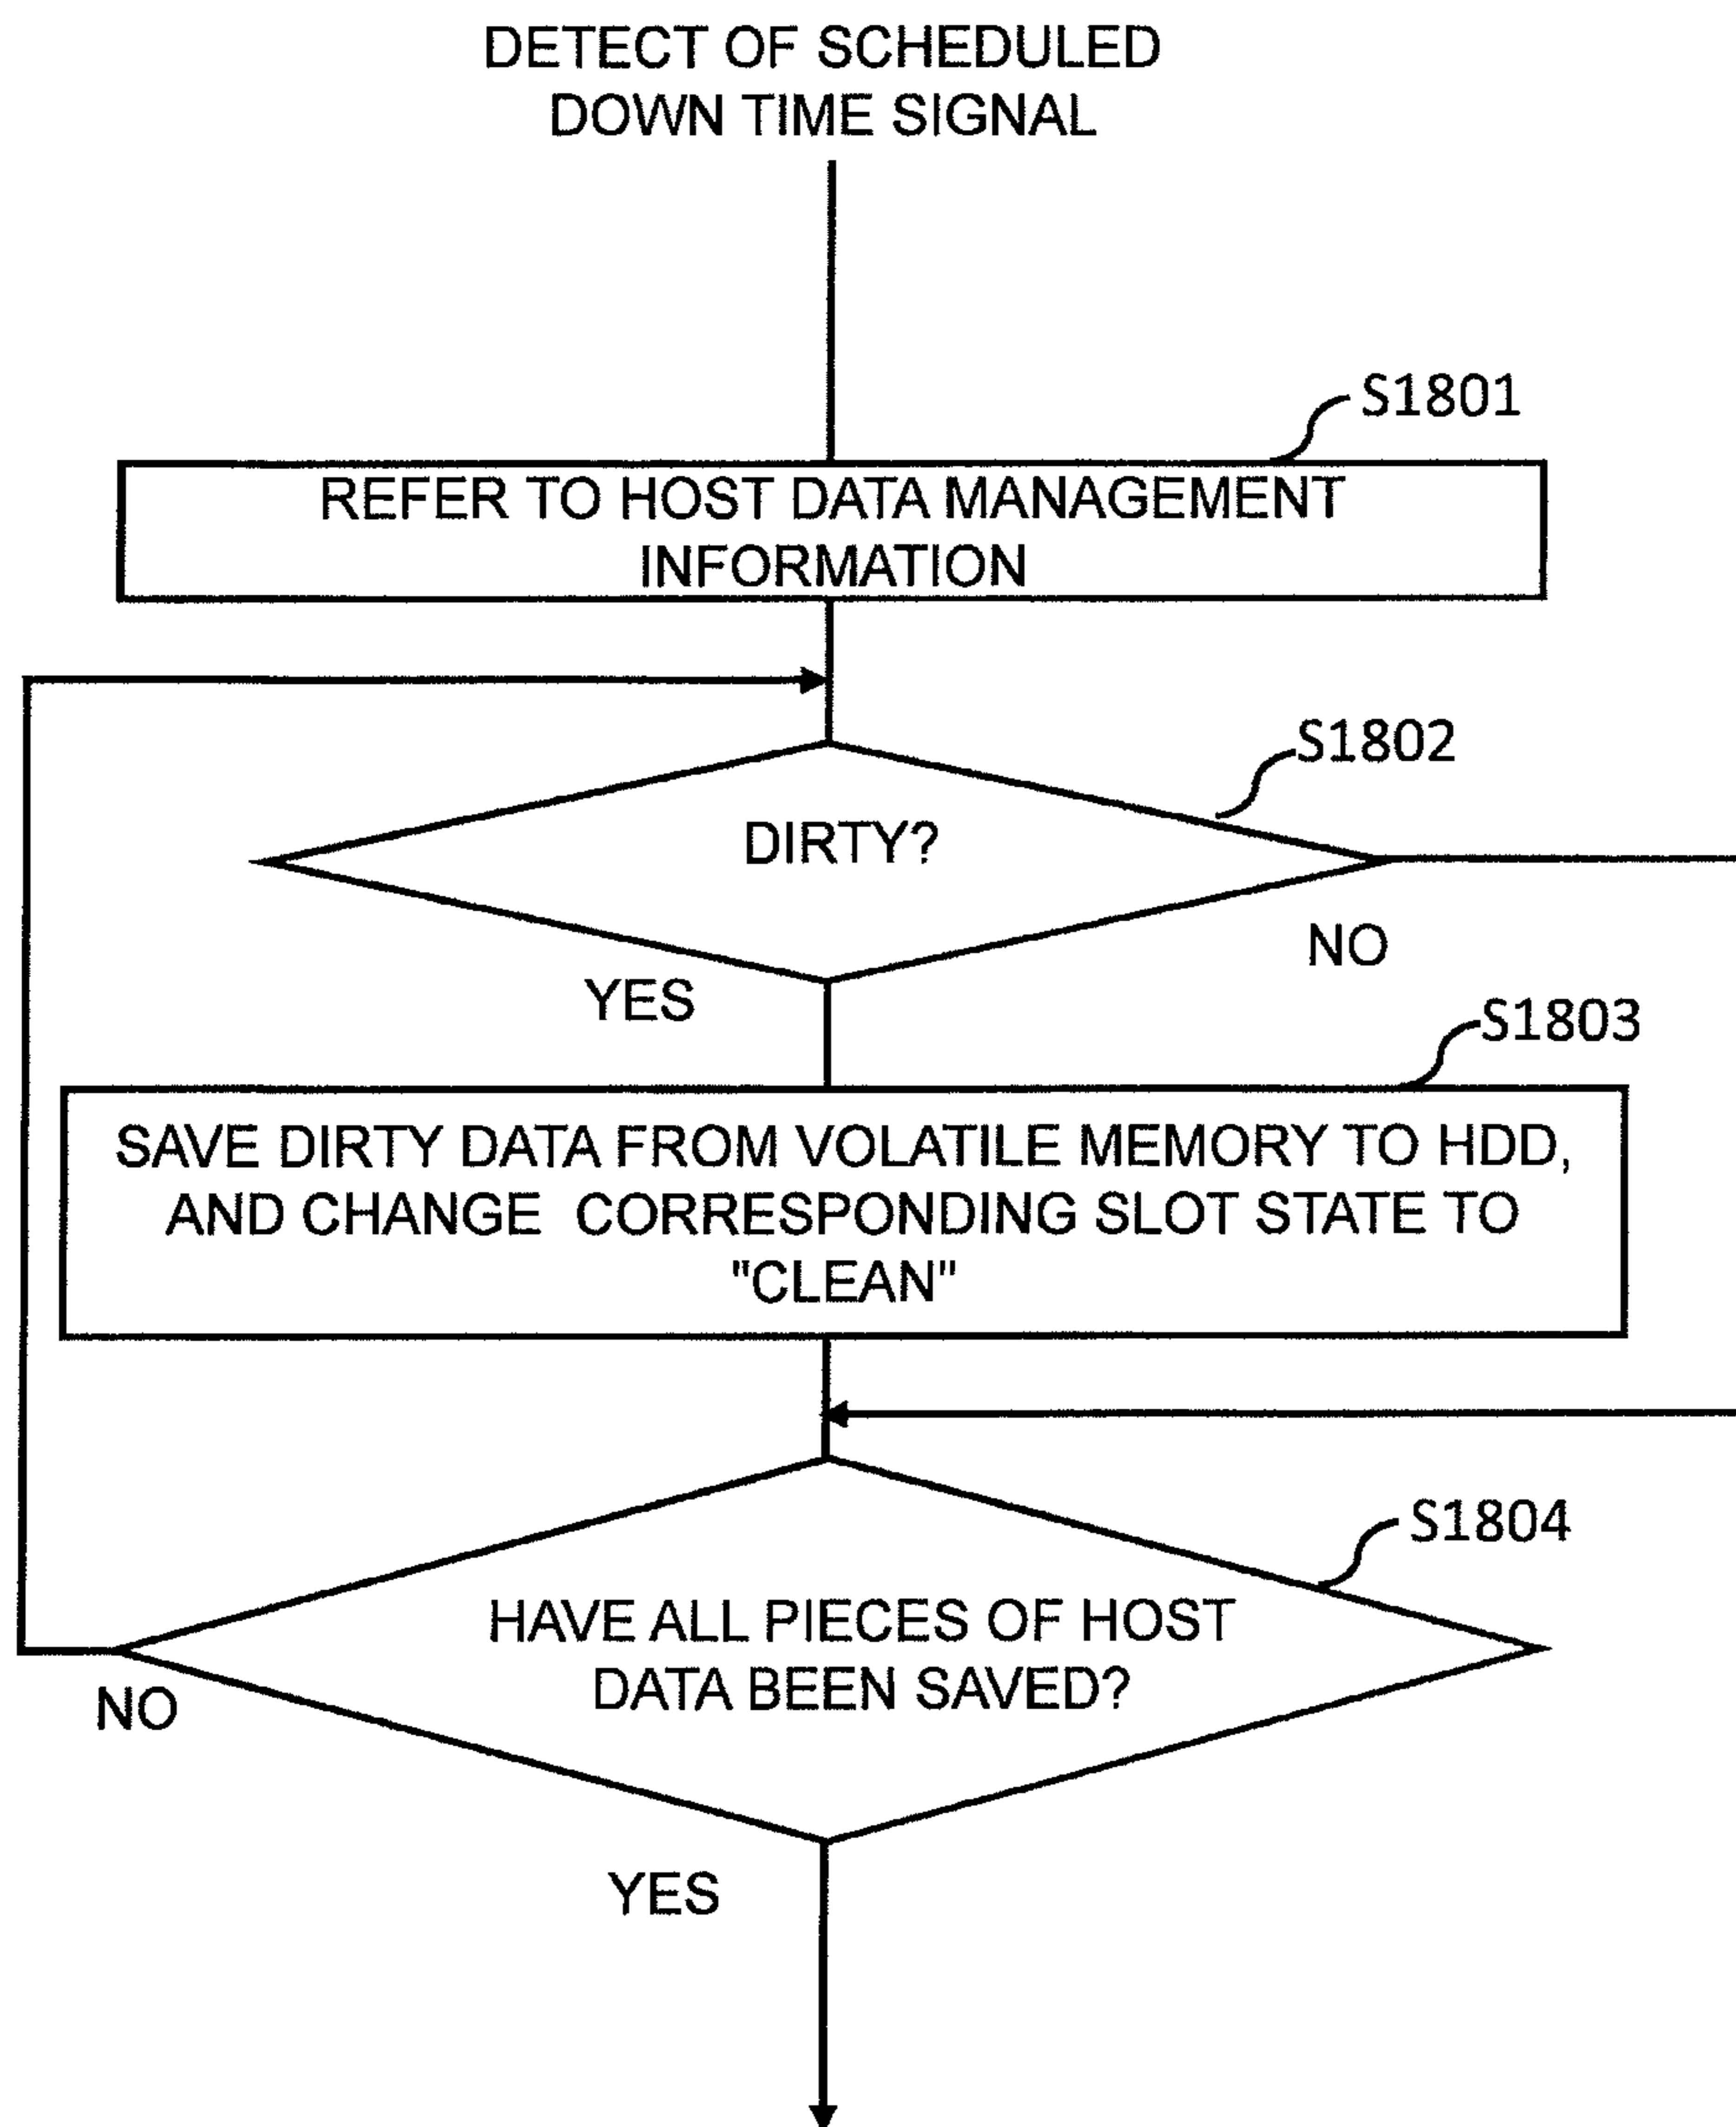 DETECT OF SCHEDULED
DOWN TIME SIGNAL
S1801
REFER TO HOST DATA MANAGEMENT
INFORMATION
S1802
DIRTY?
NO
YES
S1803
SAVE DIRTY DATA FROM VOLATILE MEMORY TO HDD,
AND CHANGE CORRESPONDING SLOT STATE TO
"CLEAN"
S1804
HAVE ALL PIECES OF HOST
DATA BEEN SAVED?
NO
YES